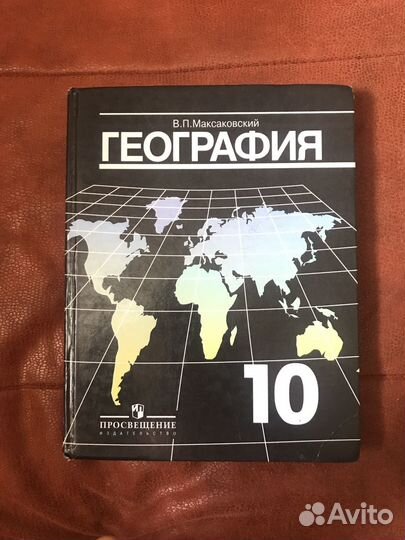 В.П.Максаковский
ГЕОГРАФИЯ
10
ПРОСВЕЩЕНИЕ
ИЗДАТЕЛЬСТВО
Avito